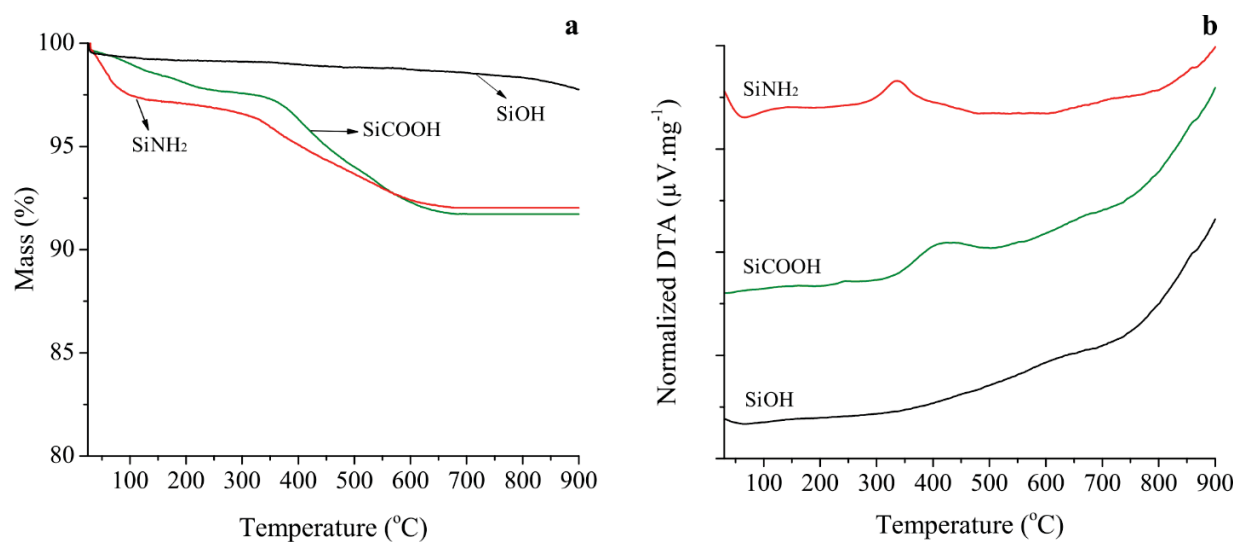 a
100
95
90
85
80
Mass (%)
SiOH
SiCOOH
SiNH₂
100 200 300 400 500 600 700 800 900
Temperature (°C)
b
Normalized DTA (µV.mg⁻¹)
SiNH₂
SiCOOH
SiOH
100 200 300 400 500 600 700 800 900
Temperature (°C)